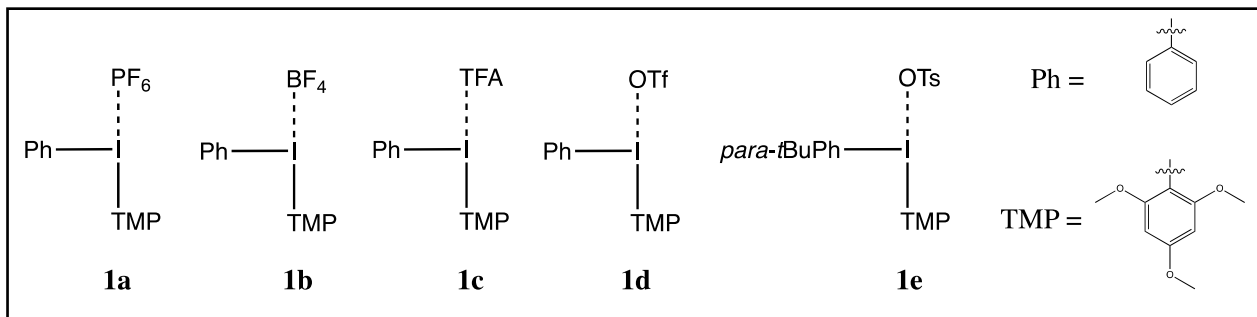 PF6 BF4 TFA OTf OTs
Ph I Ph I Ph I Ph I para-tBuPh I
TMP TMP TMP TMP TMP
1a 1b 1c 1d 1e
Ph =
TMP =
O O
O